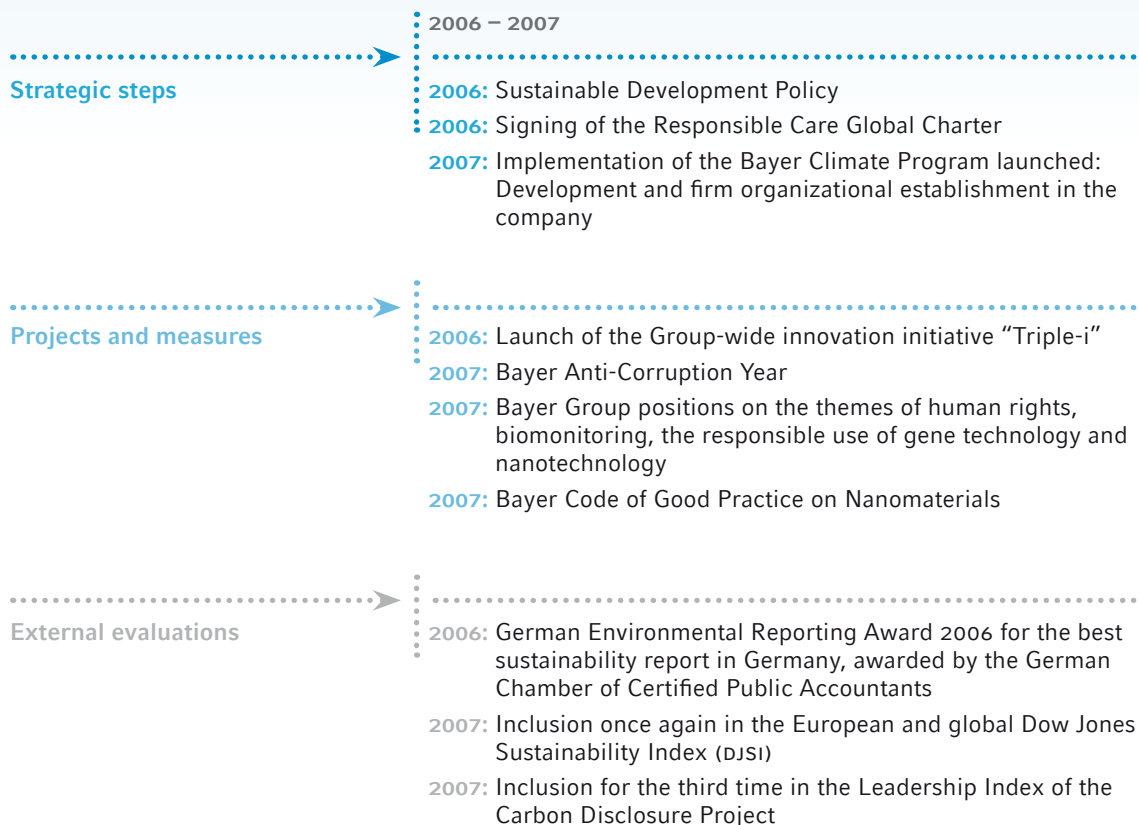 2006 – 2007
Strategic steps
2006: Sustainable Development Policy
2006: Signing of the Responsible Care Global Charter
2007: Implementation of the Bayer Climate Program launched:
Development and firm organizational establishment in the
company
Projects and measures
2006: Launch of the Group-wide innovation initiative “Triple-i”
2007: Bayer Anti-Corruption Year
2007: Bayer Group positions on the themes of human rights,
biomonitoring, the responsible use of gene technology and
nanotechnology
2007: Bayer Code of Good Practice on Nanomaterials
External evaluations
2006: German Environmental Reporting Award 2006 for the best
sustainability report in Germany, awarded by the German
Chamber of Certified Public Accountants
2007: Inclusion once again in the European and global Dow Jones
Sustainability Index (DJSI)
2007: Inclusion for the third time in the Leadership Index of the
Carbon Disclosure Project